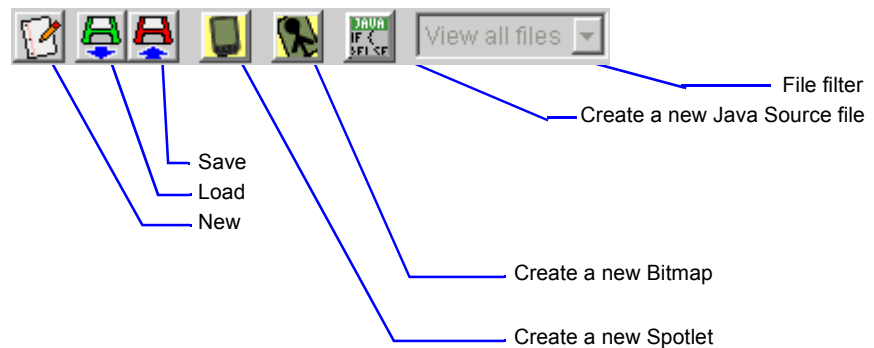 JAVA
IF {
}ELSE
View all files
File filter
Create a new Java Source file
Save
Load
New
Create a new Bitmap
Create a new Spotlet